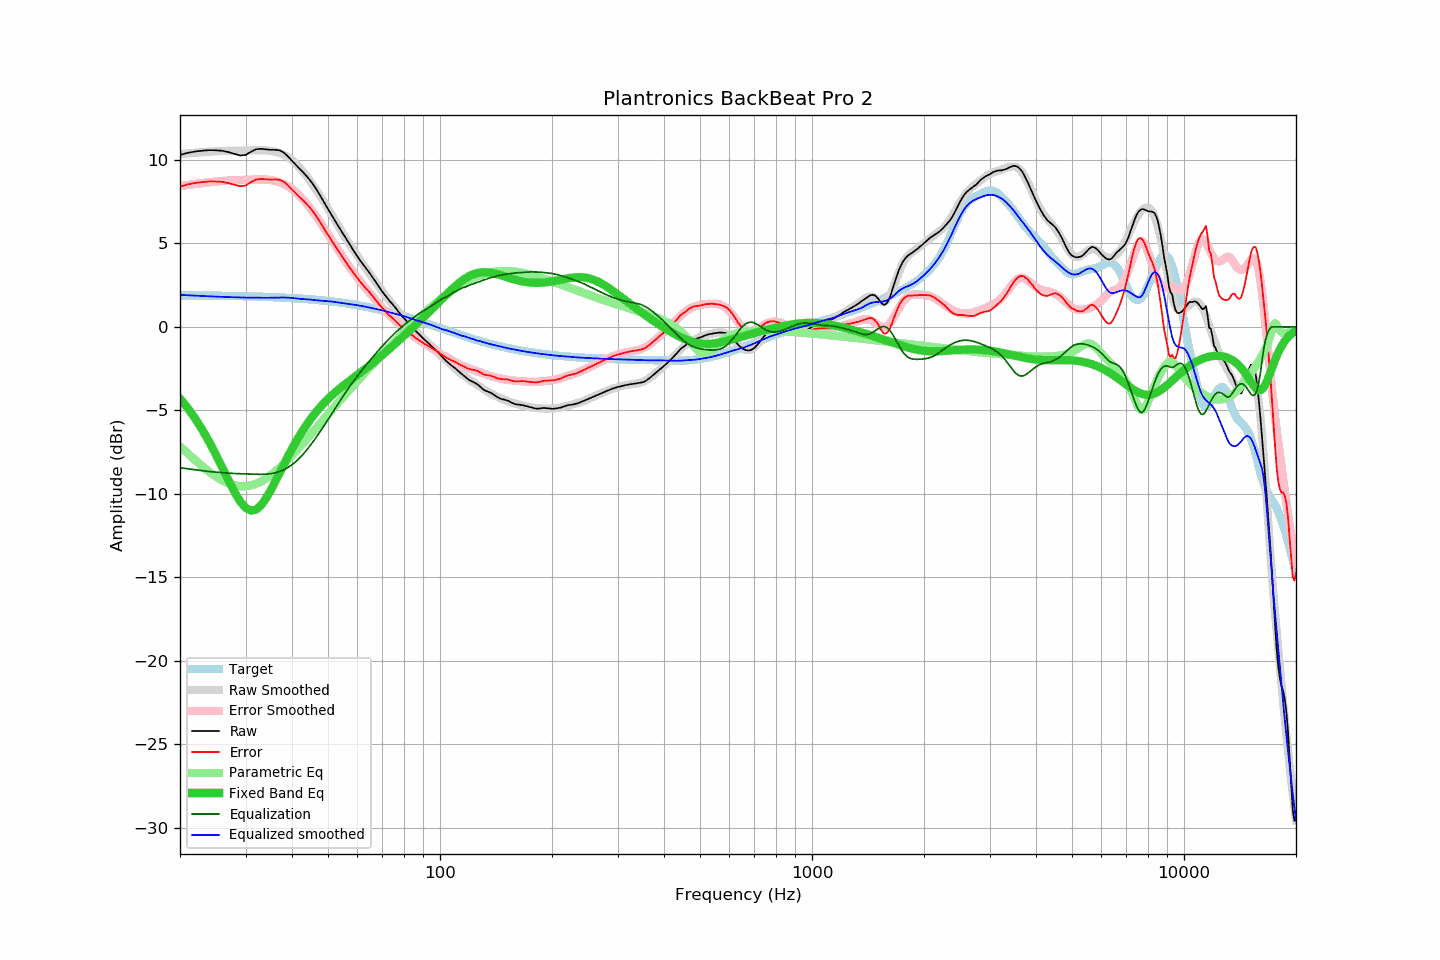 Plantronics BackBeat Pro 2
10
5
0
−5
−10
−15
−20
−25
−30
Amplitude (dBr)
Target
Raw Smoothed
Error Smoothed
Raw
Error
Parametric Eq
Fixed Band Eq
Equalization
Equalized smoothed
100
1000
10000
Frequency (Hz)